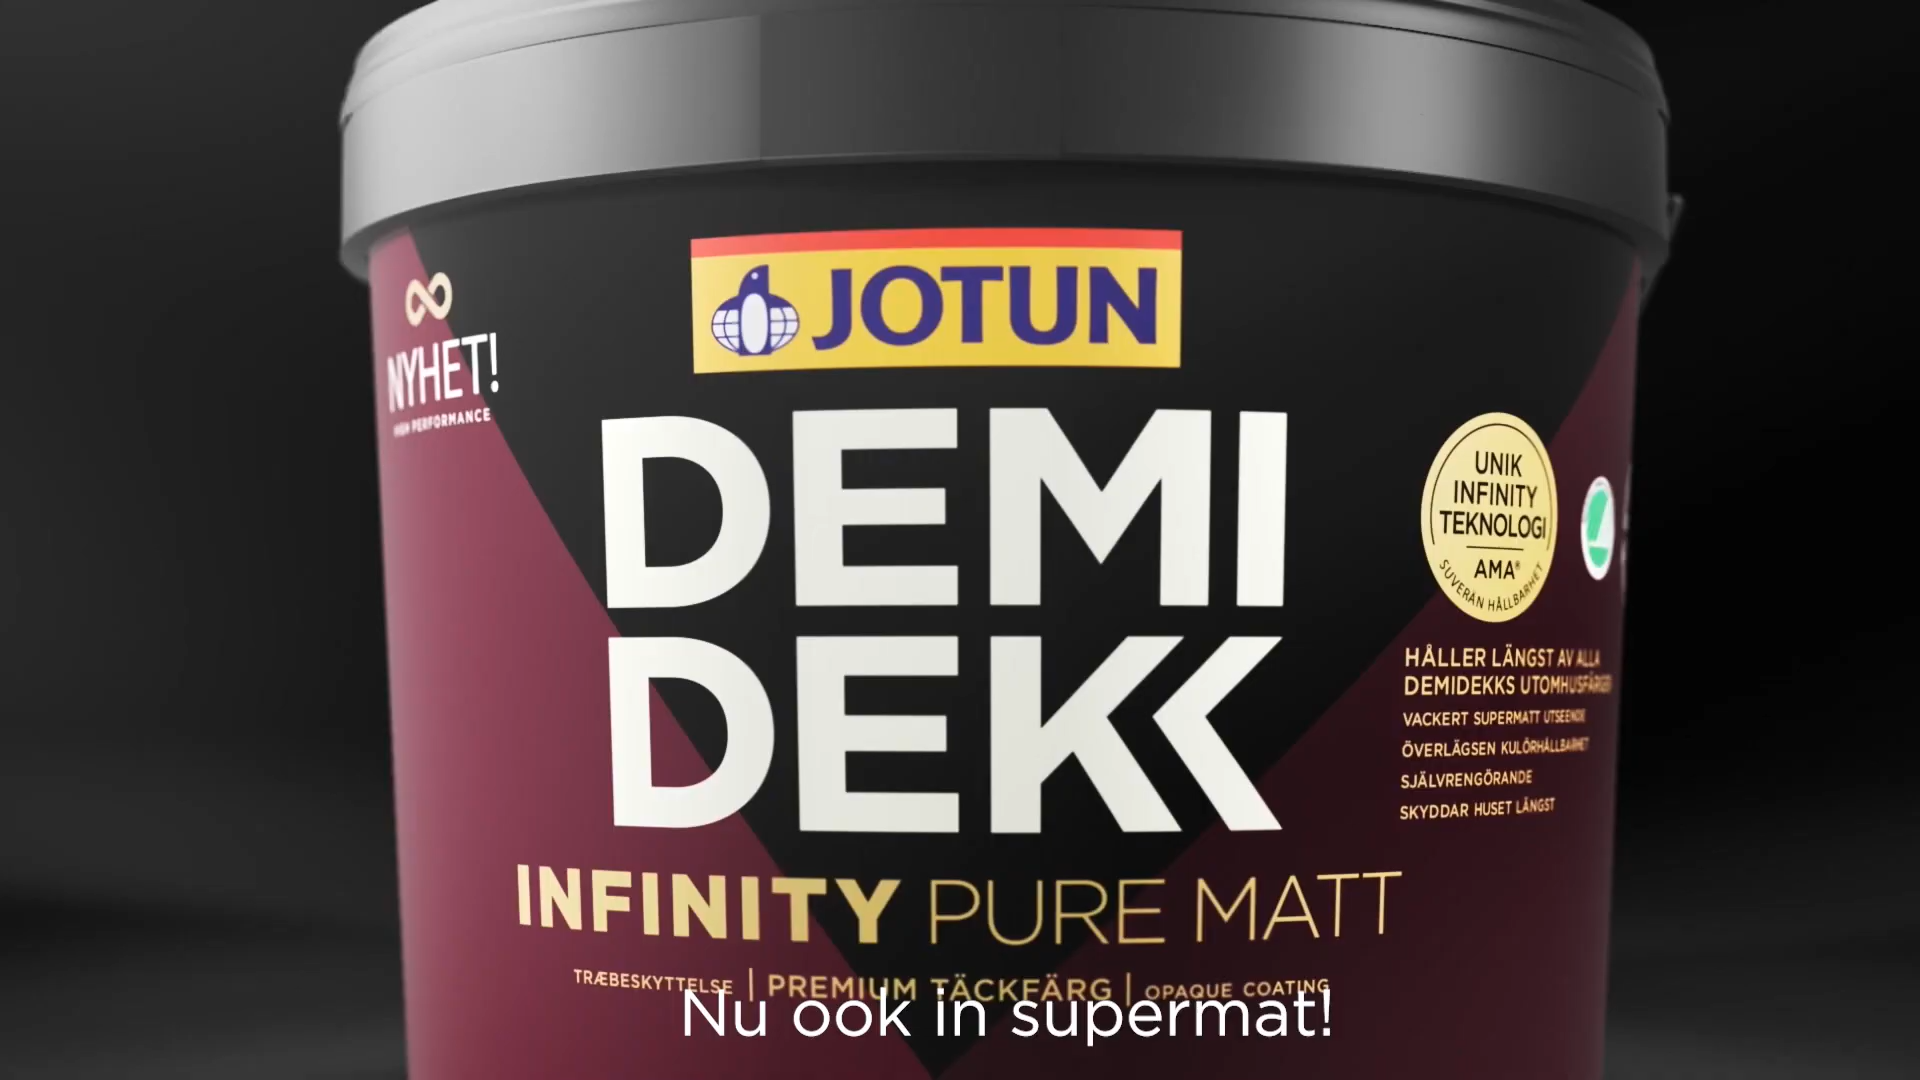 JOTUN
NYHET!
HIGH PERFORMANCE
DEMI
DEKK
UNIK
INFINITY
TEKNOLOGI
AMA®
SUVERÄN HÅLLBARHET
HÅLLER LÄNGST AV ALLA
DEMIDEKKS UTOMHUSFÄRGER
VACKERT SUPERMATT UTSEENDE
ÖVERLÄGSEN KULÖRHÅLLBARHET
SJÄLVRENGÖRANDE
SKYDDAR HUSET LÄNGST
INFINITY PURE MATT
TRÆBESKYTTELSE | PREMIUM TÄCKFÄRG | OPAQUE COATING
Nu ook in supermat!